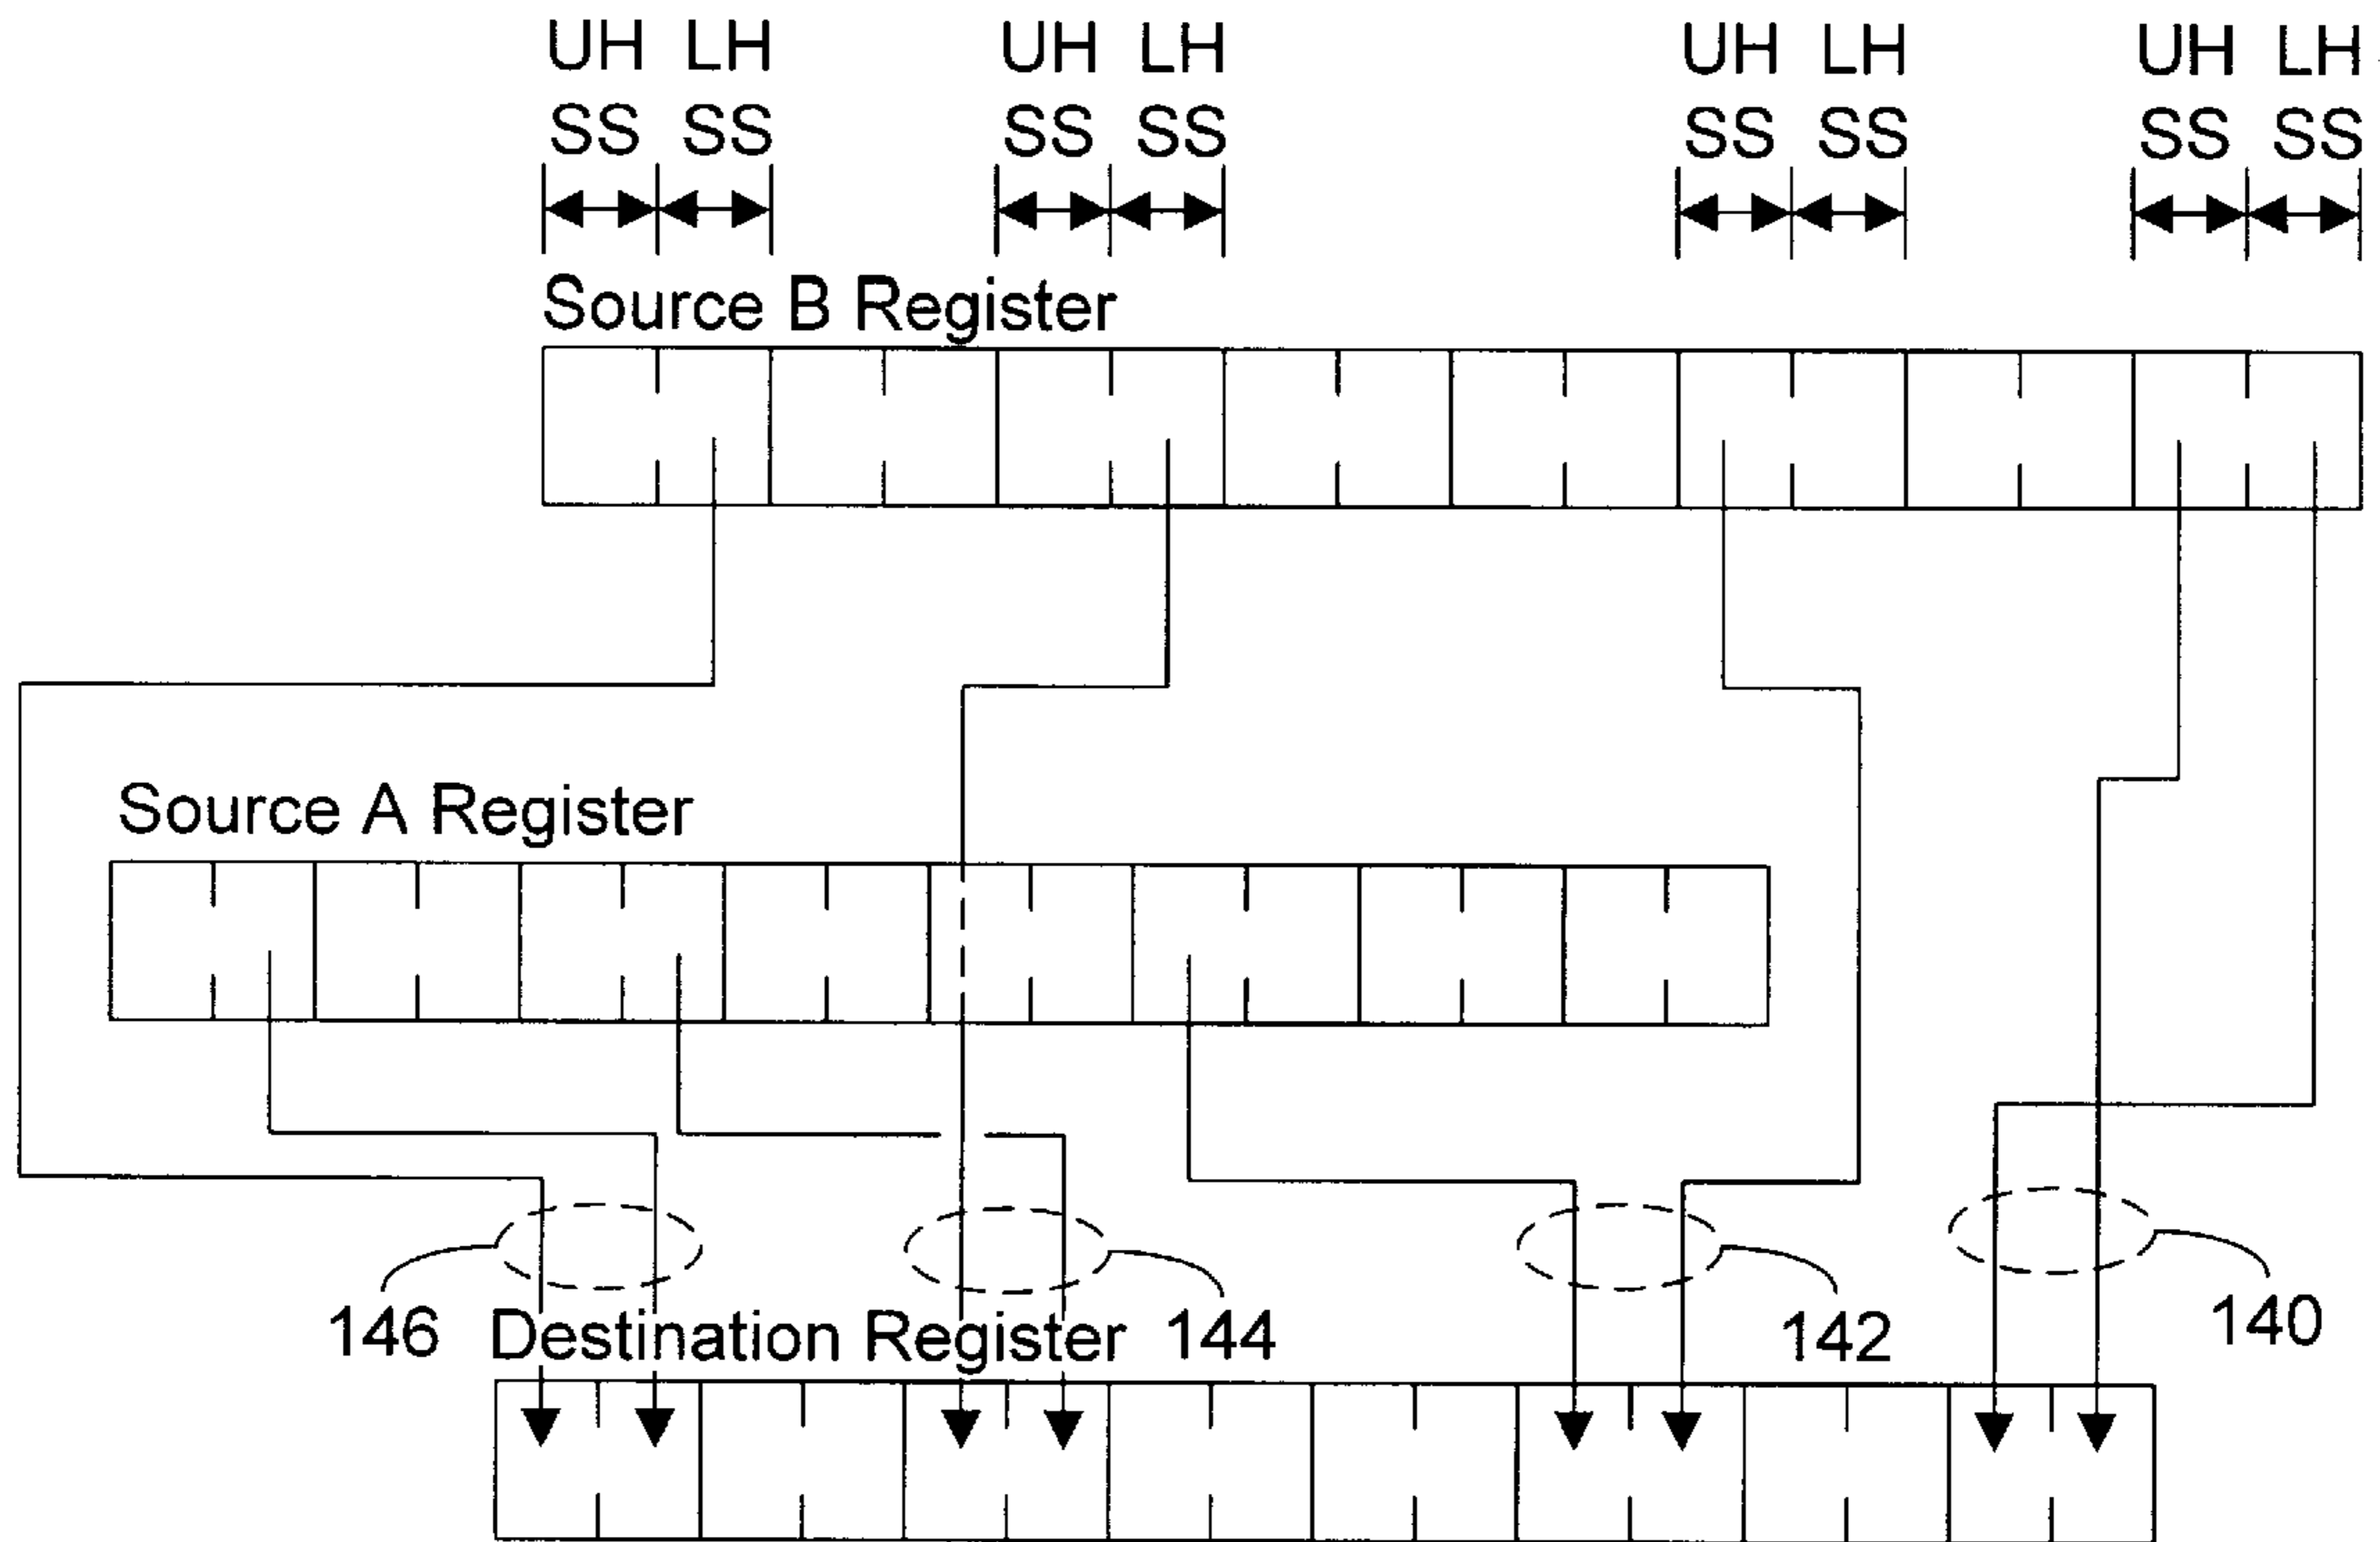 UH LH UH LH UH LH UH LH
SS SS SS SS SS SS SS SS
Source B Register
Source A Register
146 Destination Register 144 142 140